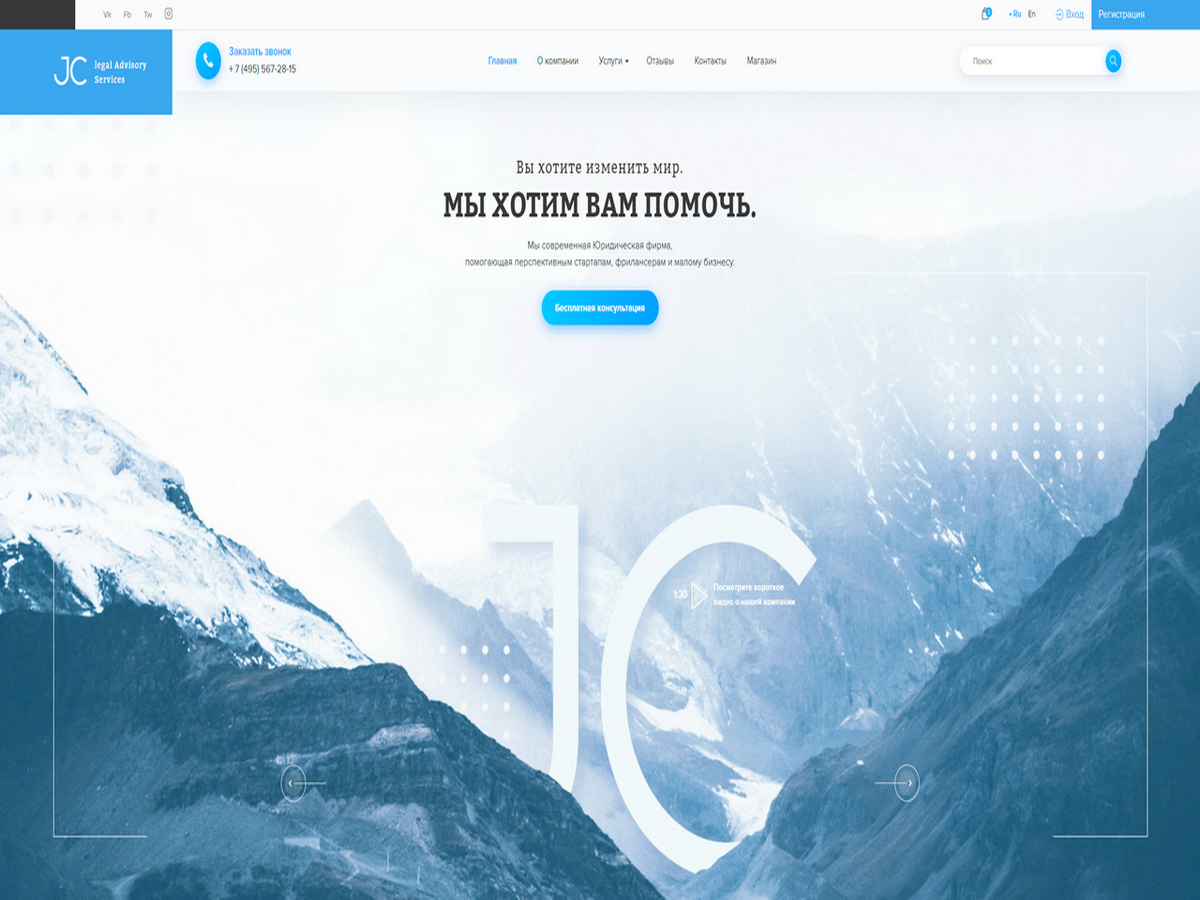 Vk Fb Tw
2
• Ru En
Вход
Регистрация
JC legal Advisory
Services
Заказать звонок
+ 7 (495) 567-28-15
Главная О компании Услуги Отзывы Контакты Магазин
Поиск
Вы хотите изменить мир.
МЫ ХОТИМ ВАМ ПОМОЧЬ.
Мы современная Юридическая фирма,
помогающая перспективным стартапам, фрилансерам и малому бизнесу.
Бесплатная консультация
JC
1:30
Посмотрите короткое
видео о нашей компании